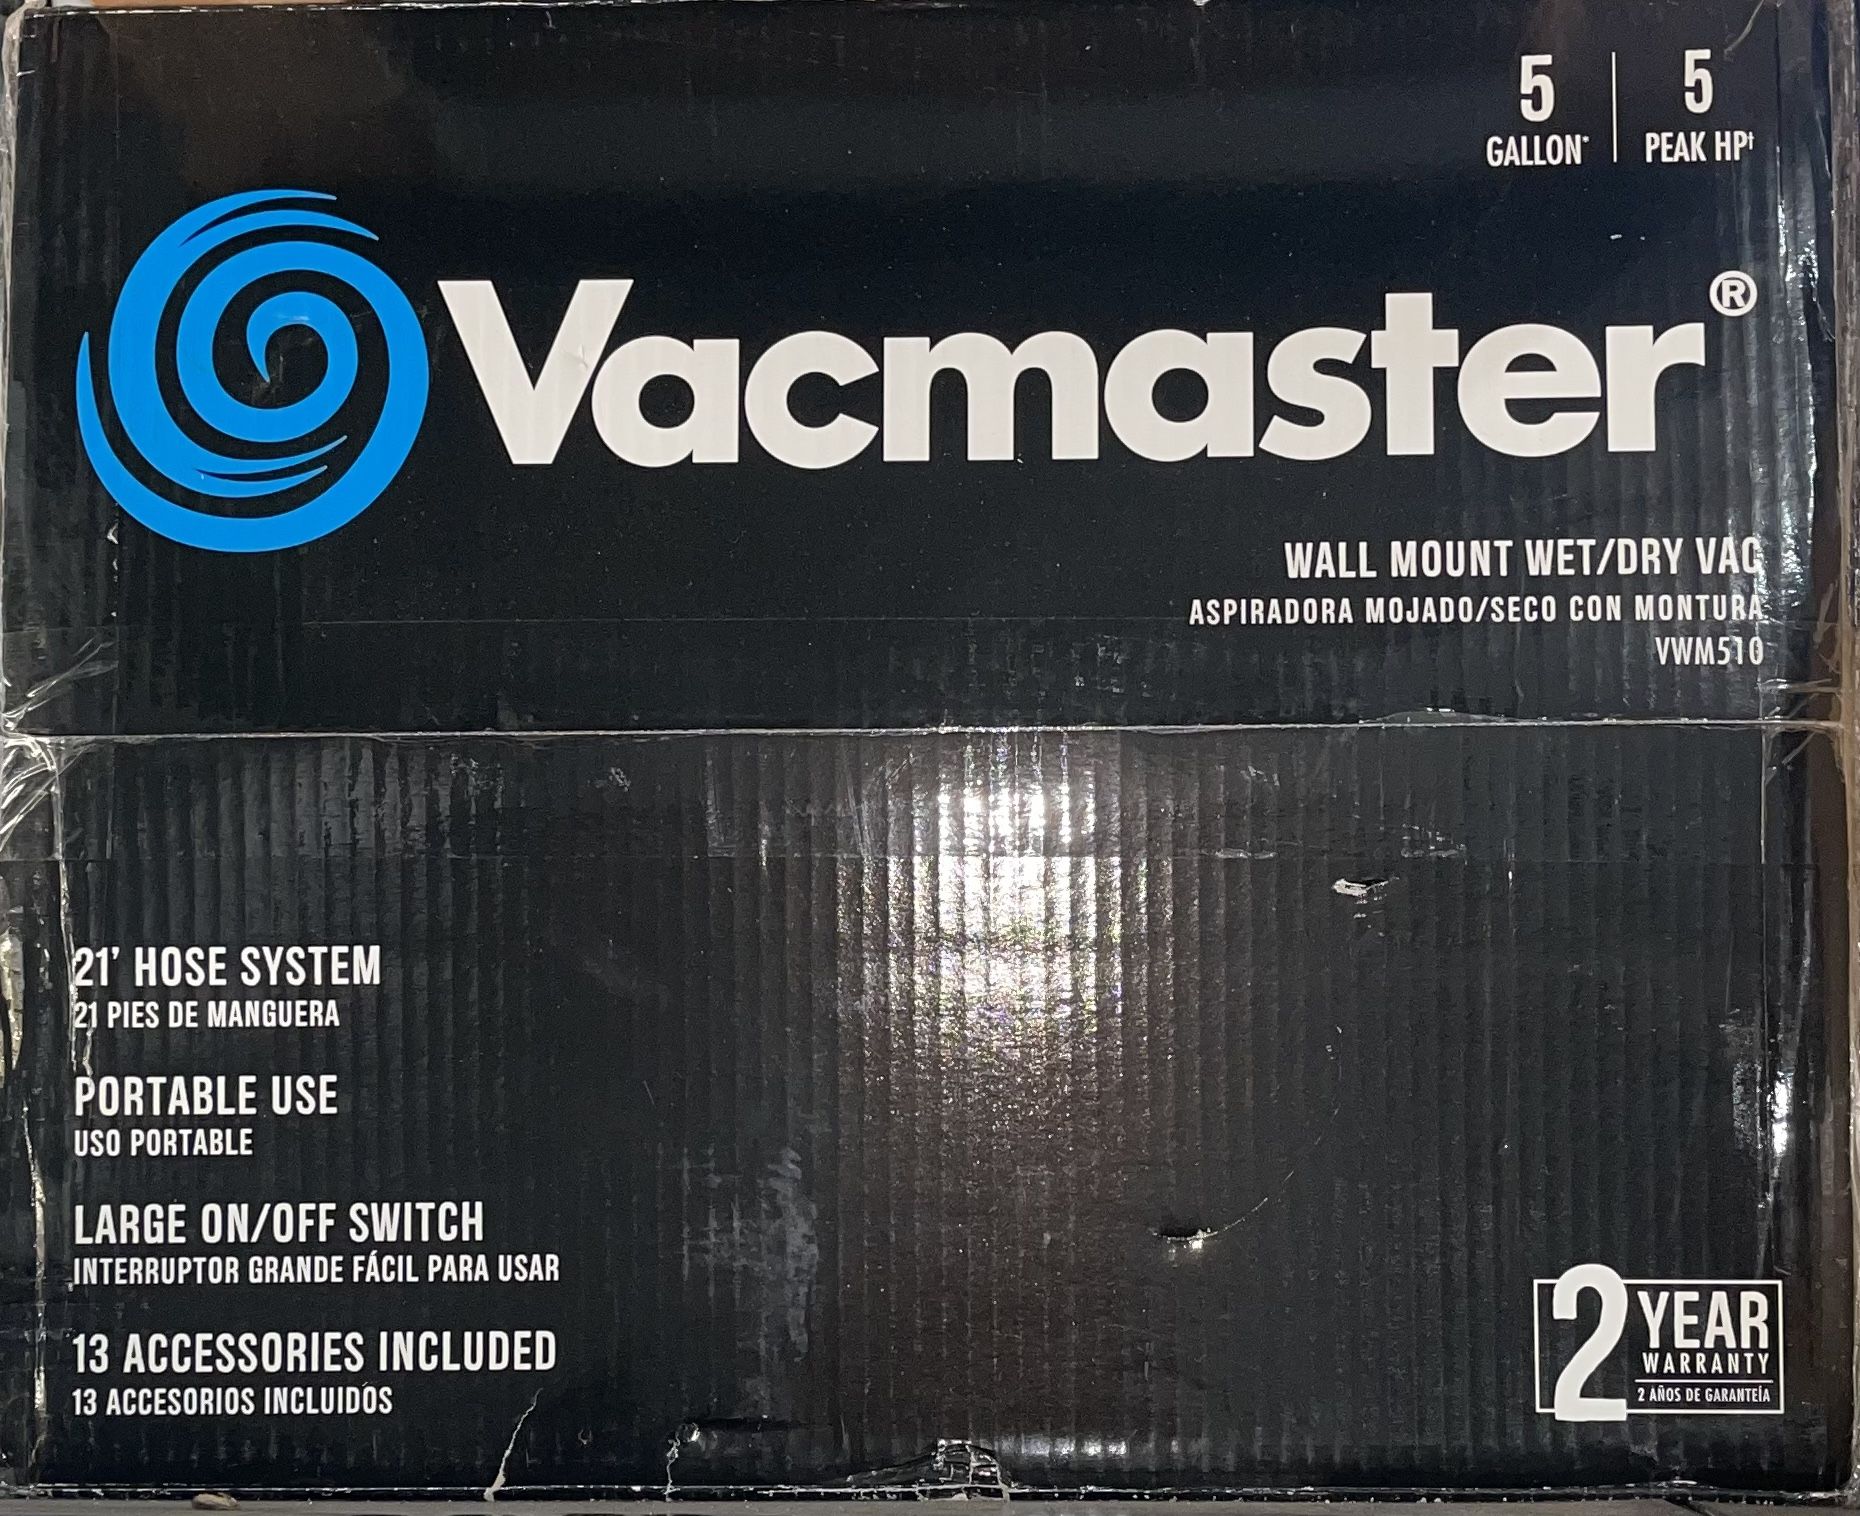 5
GALLON*
5
PEAK HP†
Vacmaster®
WALL MOUNT WET/DRY VAC
ASPIRADORA MOJADO/SECO CON MONTURA
VWM510
21' HOSE SYSTEM
21 PIES DE MANGUERA
PORTABLE USE
USO PORTABLE
LARGE ON/OFF SWITCH
INTERRUPTOR GRANDE FÁCIL PARA USAR
13 ACCESSORIES INCLUDED
13 ACCESORIOS INCLUIDOS
2 YEAR
WARRANTY
2 AÑOS DE GARANTEÍA